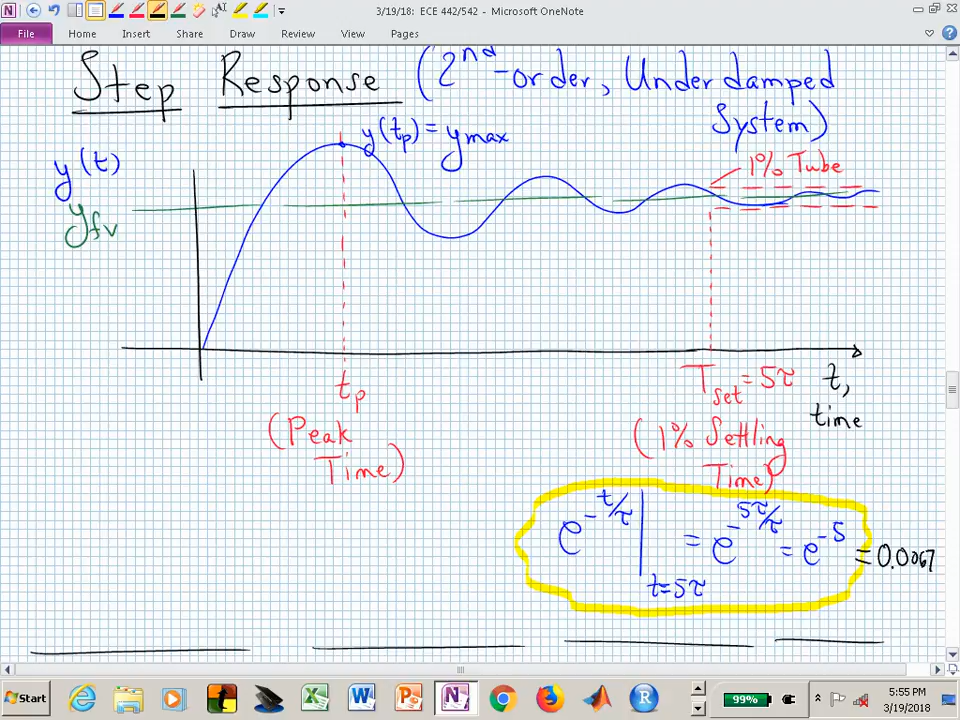 3/19/18: ECE 442/542 - Microsoft OneNote
File Home Insert Share Draw Review View Pages
Step Response (2nd-order, Underdamped
System)
y(tp) = ymax
y(t)
1% Tube
yfv
tp
(Peak
Time)
Tset = 5τ
t,
time
(1% Settling
Time)
e^-t/τ | t=5τ = e^-5τ/τ = e^-5 = 0.0067
Start
99%
5:55 PM
3/19/2018